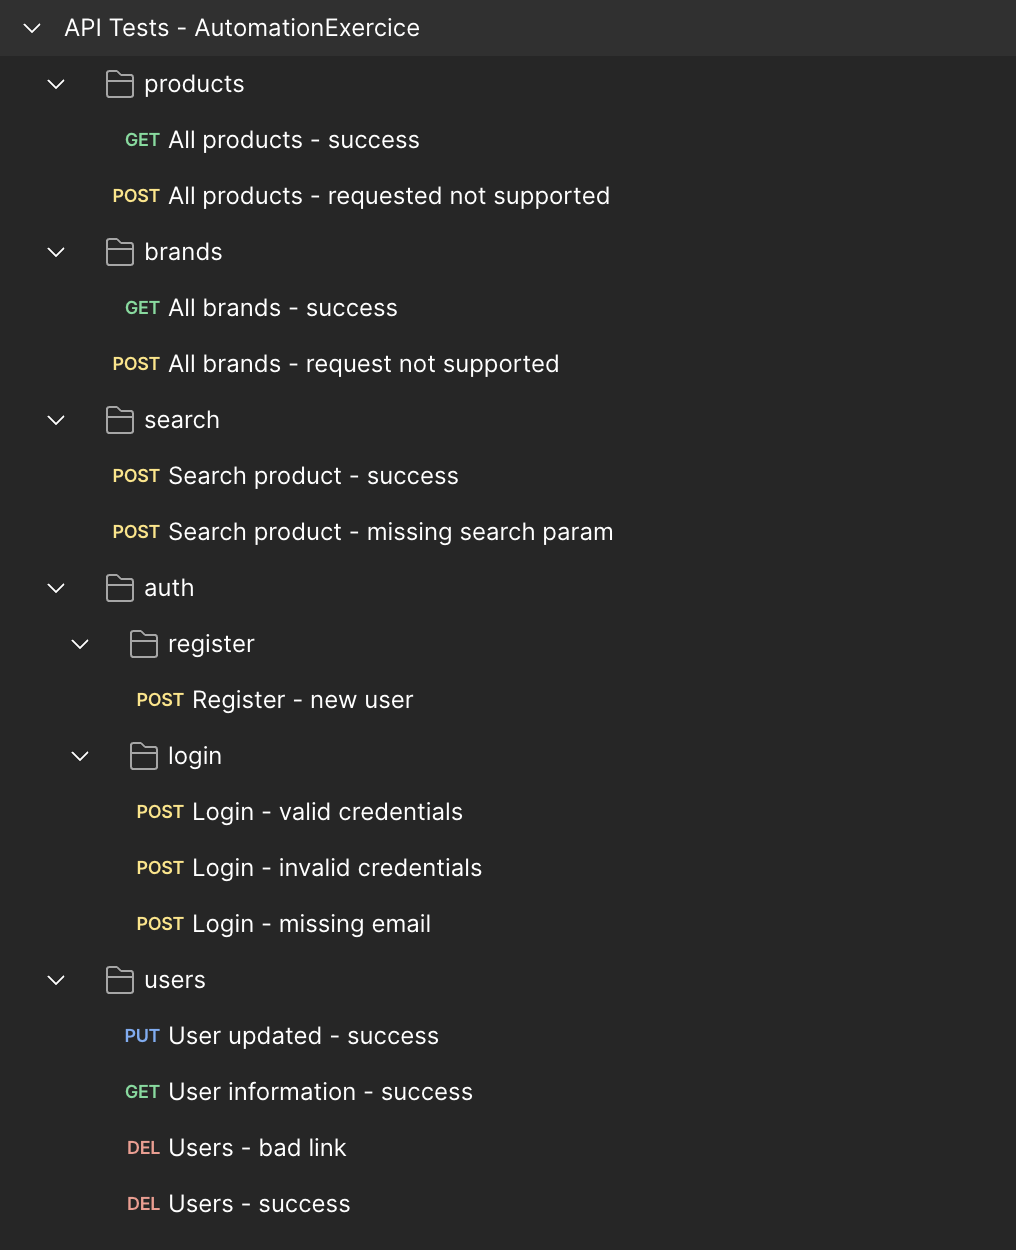 API Tests - AutomationExercice
products
GET All products - success
POST All products - requested not supported
brands
GET All brands - success
POST All brands - request not supported
search
POST Search product - success
POST Search product - missing search param
auth
register
POST Register - new user
login
POST Login - valid credentials
POST Login - invalid credentials
POST Login - missing email
users
PUT User updated - success
GET User information - success
DEL Users - bad link
DEL Users - success